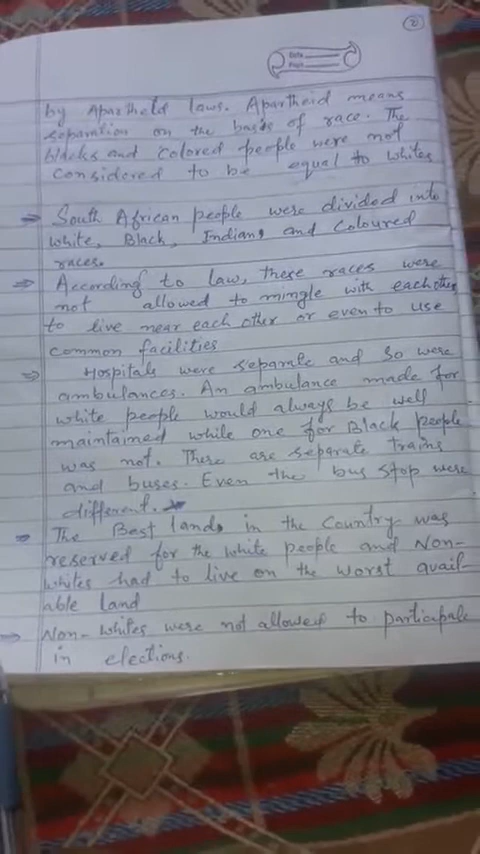 2
Date
Page
by Apartheid laws. Apartheid means
separation on the basis of race. The
blacks and colored people were not
considered to be equal to whites
⇒ South African people were divided into
white, Black, Indians and Coloured
races.
⇒ According to law, these races were
not allowed to mingle with each other
to live near each other or even to use
common facilities
⇒ Hospitals were separate and so were
ambulances. An ambulance made for
white people would always be well
maintained while one for Black people
was not. There are separate trains
and buses. Even the bus stop were
different.
⇒ The Best lands in the country was
reserved for the white people and Non-
whites had to live on the worst avail-
able land
⇒ Non-whites were not allowed to participate
in elections.